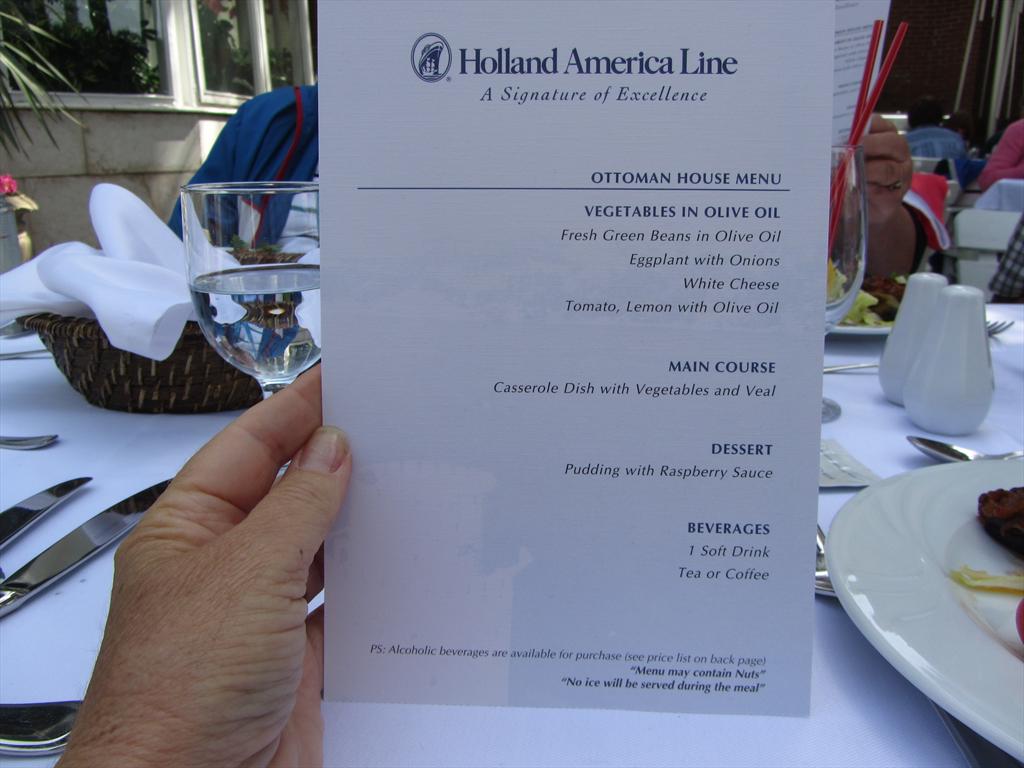 Holland America Line
A Signature of Excellence
OTTOMAN HOUSE MENU
VEGETABLES IN OLIVE OIL
Fresh Green Beans in Olive Oil
Eggplant with Onions
White Cheese
Tomato, Lemon with Olive Oil
MAIN COURSE
Casserole Dish with Vegetables and Veal
DESSERT
Pudding with Raspberry Sauce
BEVERAGES
1 Soft Drink
Tea or Coffee
PS: Alcoholic beverages are available for purchase (see price list on back page)
"Menu may contain Nuts"
"No ice will be served during the meal"